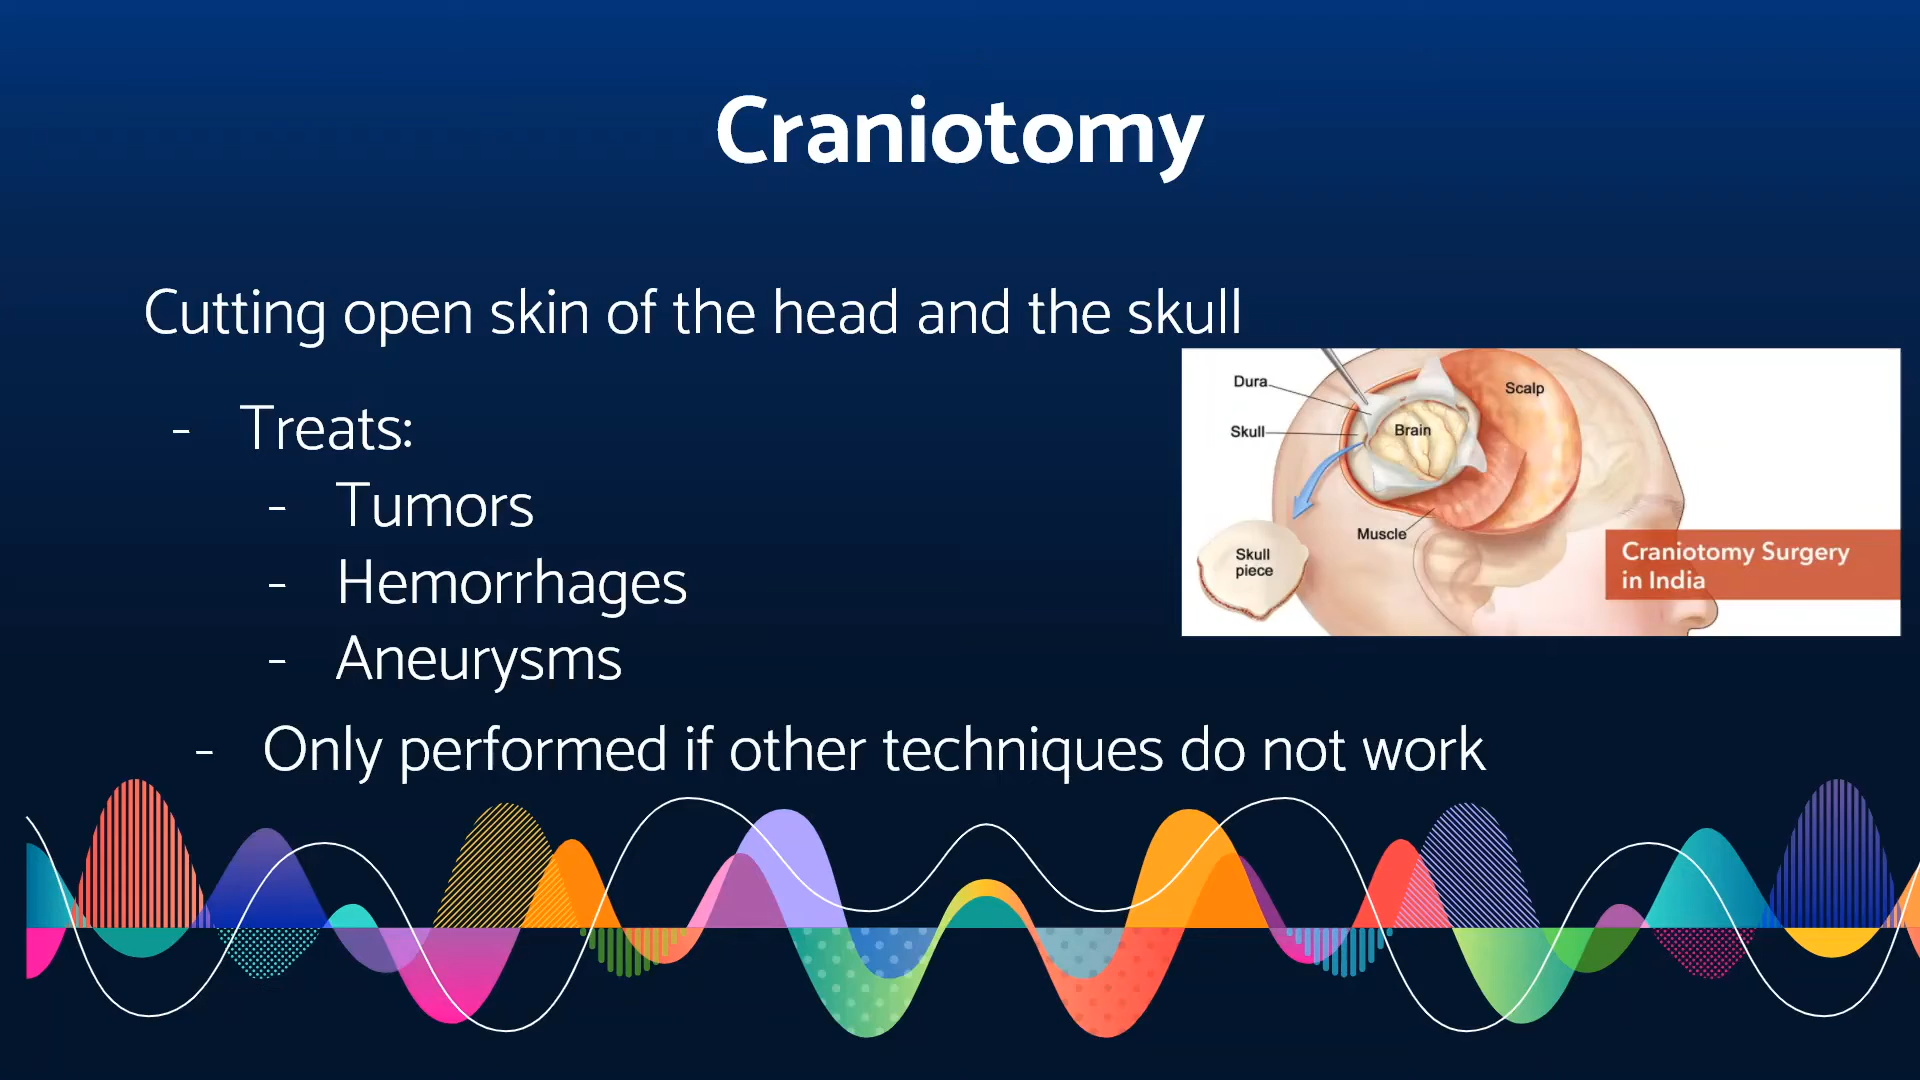 Craniotomy
Cutting open skin of the head and the skull
- Treats:
- Tumors
- Hemorrhages
- Aneurysms
- Only performed if other techniques do not work
Dura
Scalp
Skull
Brain
Muscle
Skull
piece
Craniotomy Surgery
in India